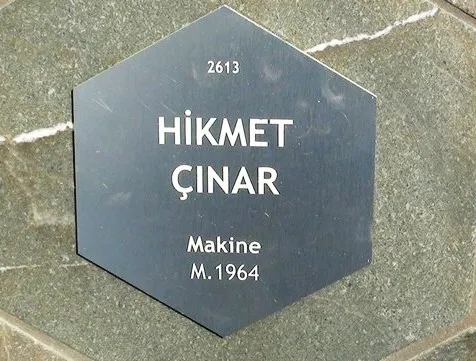 2613
HİKMET
ÇINAR
Makine
M.1964